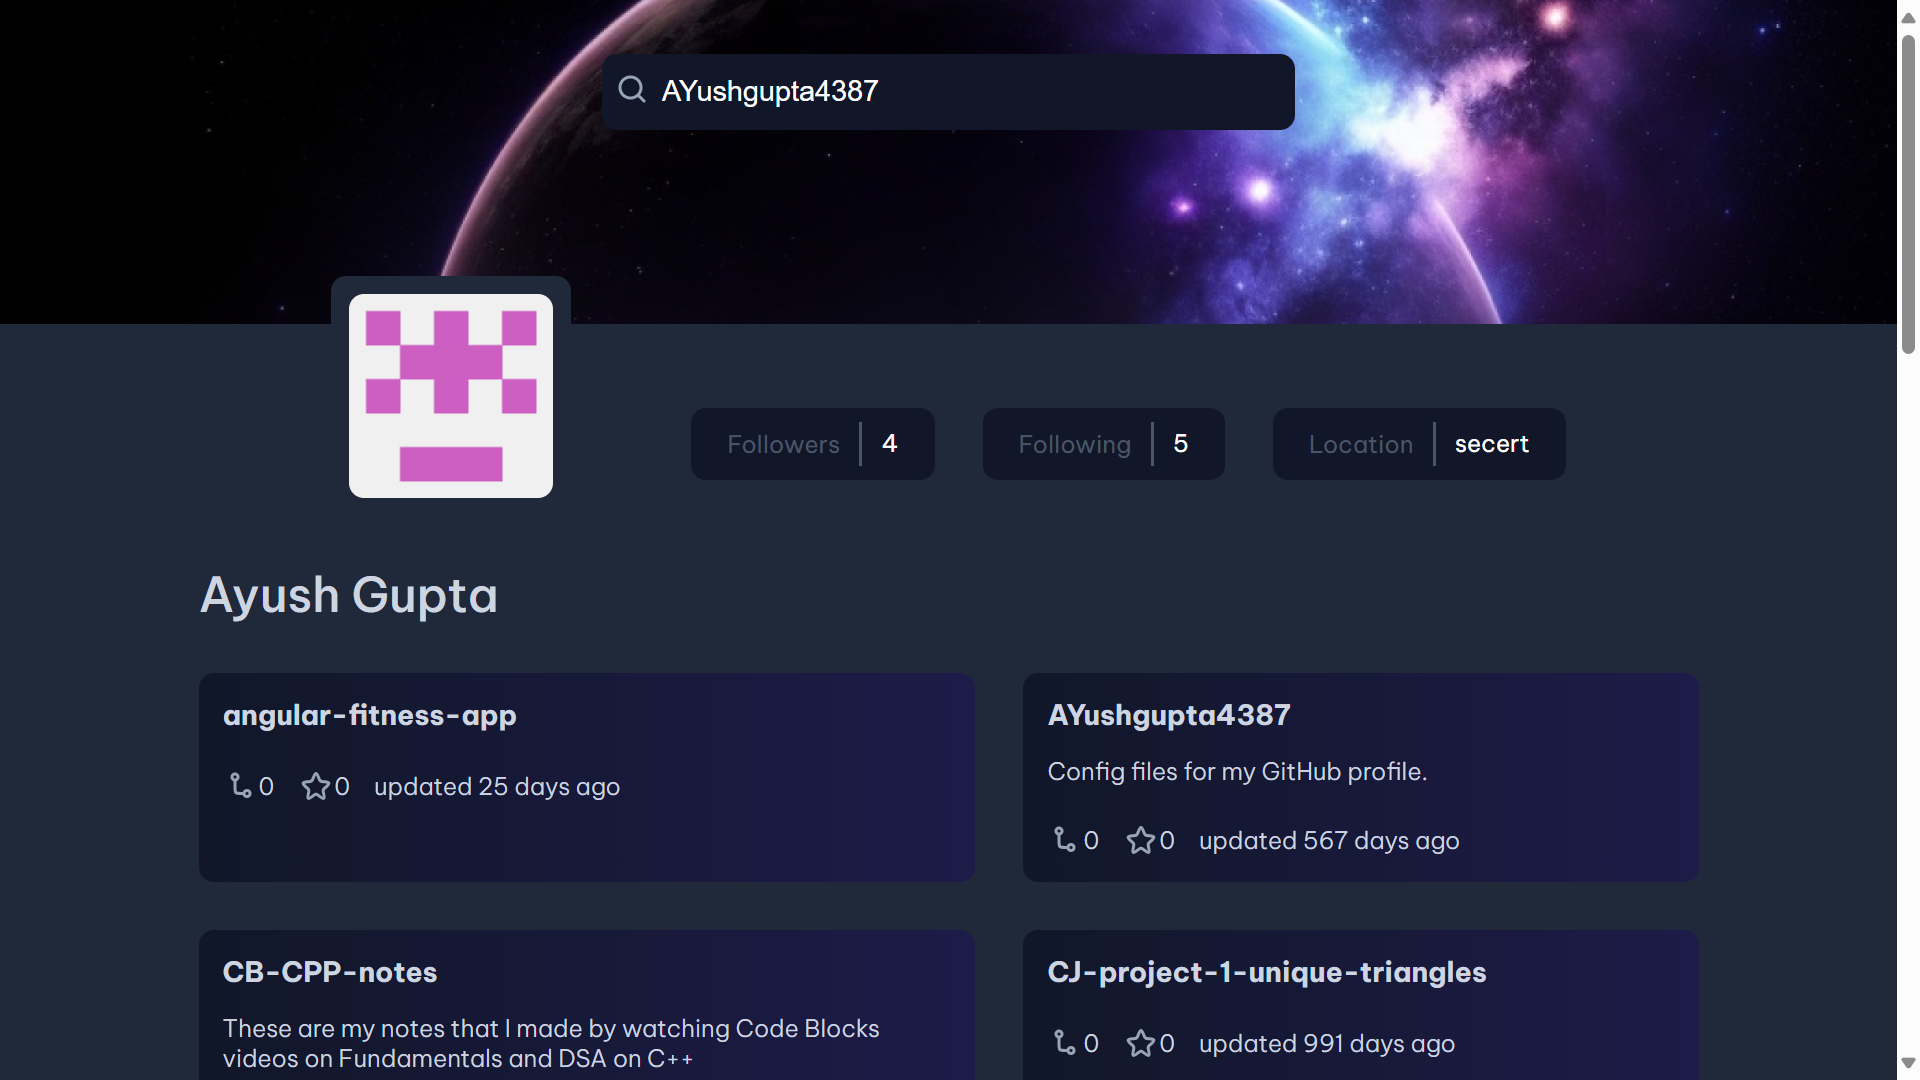 AYushgupta4387
Followers 4 Following 5 Location secert
Ayush Gupta
angular-fitness-app
0 0 updated 25 days ago
AYushgupta4387
Config files for my GitHub profile.
0 0 updated 567 days ago
CB-CPP-notes
These are my notes that I made by watching Code Blocks
videos on Fundamentals and DSA on C++
CJ-project-1-unique-triangles
0 0 updated 991 days ago